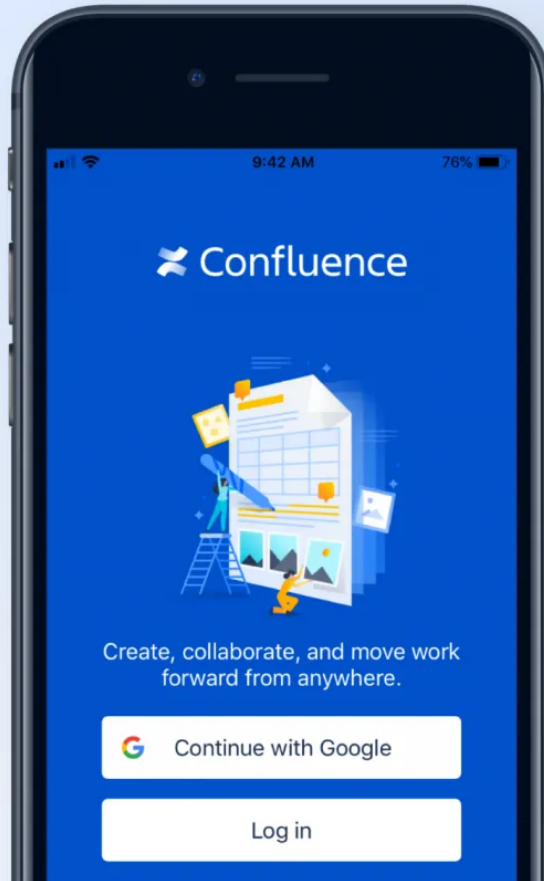 9:42 AM
76%
Confluence
Create, collaborate, and move work
forward from anywhere.
Continue with Google
Log in